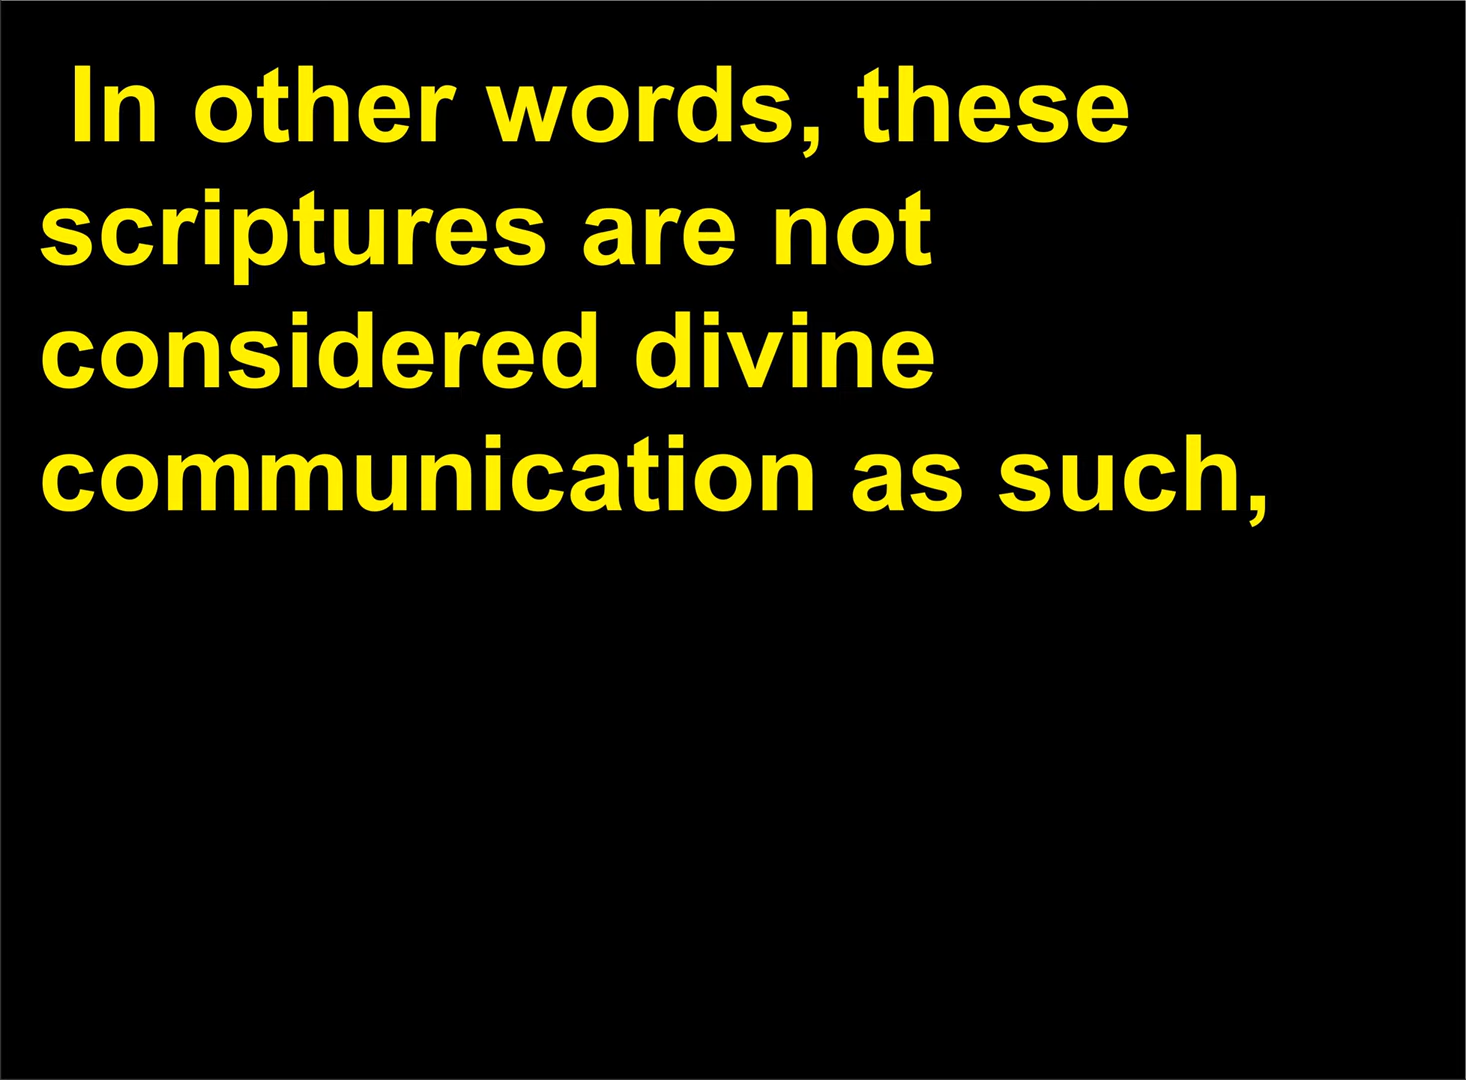 In other words, these
scriptures are not
considered divine
communication as such,